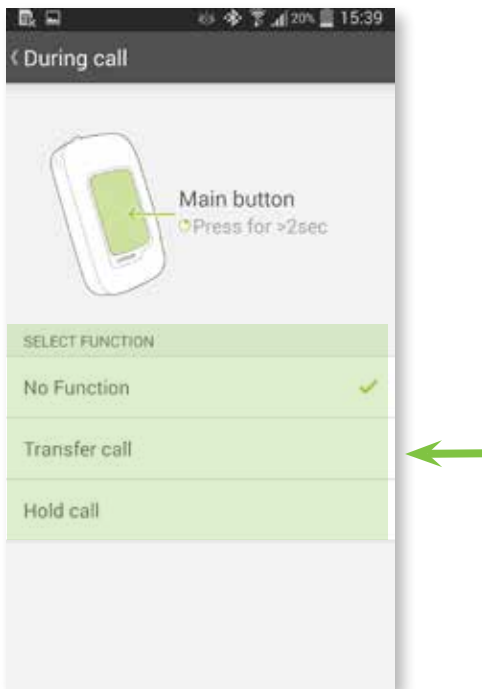 20% 15:39
During call
Main button
Press for >2sec
SELECT FUNCTION
No Function
Transfer call
Hold call